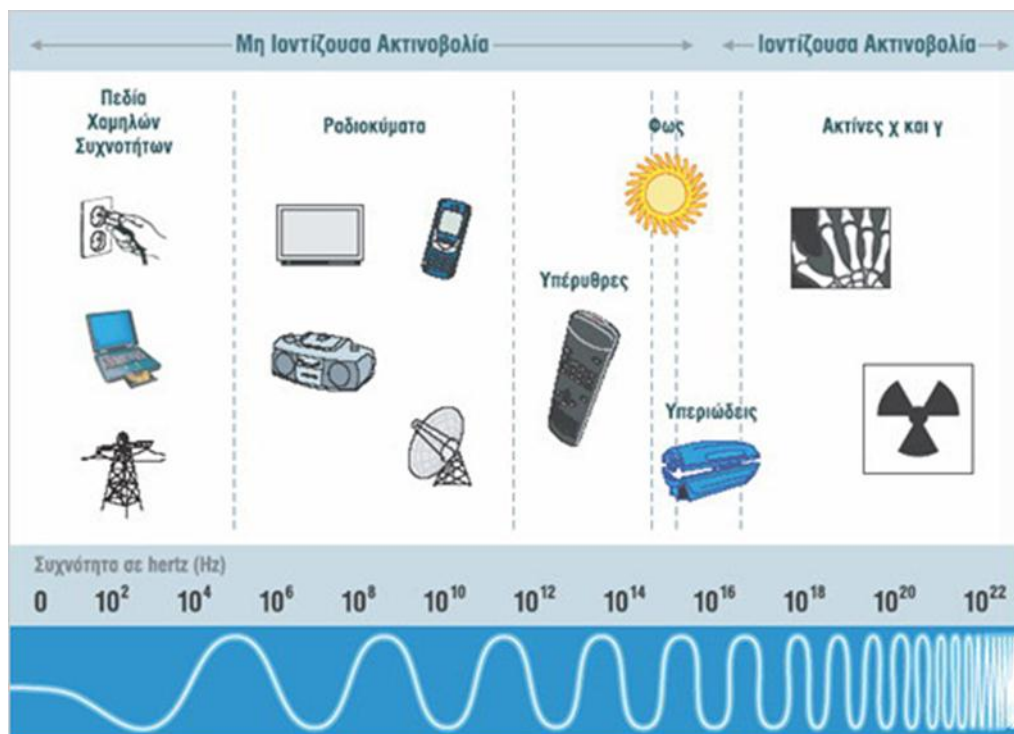 Μη Ιοντίζουσα Ακτινοβολία
Ιοντίζουσα Ακτινοβολία
Πεδία
Χαμηλών
Συχνοτήτων
Ραδιοκύματα
Φως
Ακτίνες χ και γ
Υπέρυθρες
Υπεριώδεις
Συχνότητα σε hertz (Hz)
0 10² 10⁴ 10⁶ 10⁸ 10¹⁰ 10¹² 10¹⁴ 10¹⁶ 10¹⁸ 10²⁰ 10²²